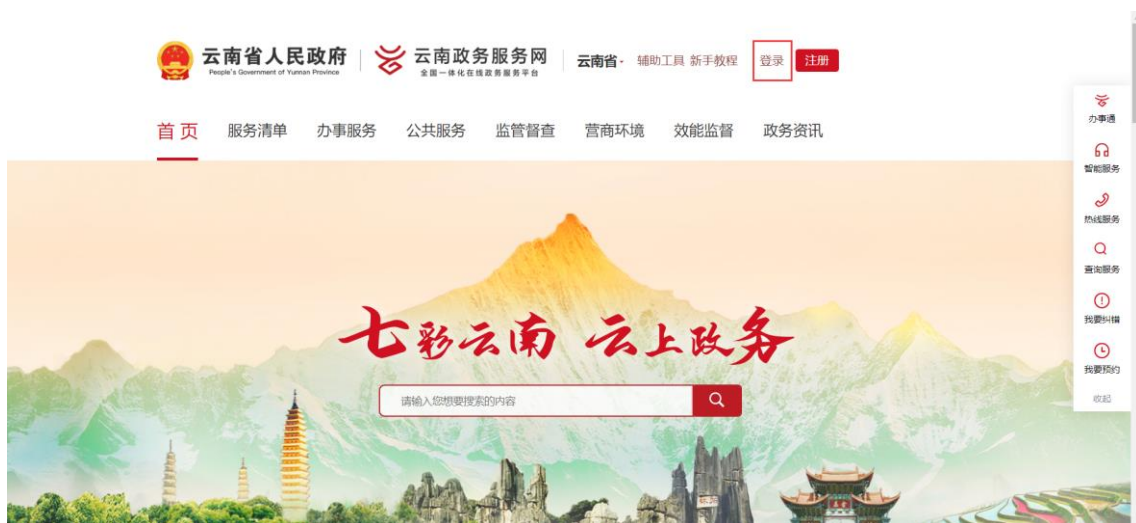 云南省人民政府
People's Government of Yunnan Province
云南政务服务网
全国一体化在线政务服务平台
云南省
辅助工具 新手教程
登录
注册
首页 服务清单 办事服务 公共服务 监管督查 营商环境 效能监督 政务资讯
七彩云南 云上政务
请输入您想要搜索的内容
办事通
智能服务
热线服务
查询服务
我要纠错
我要预约
收起